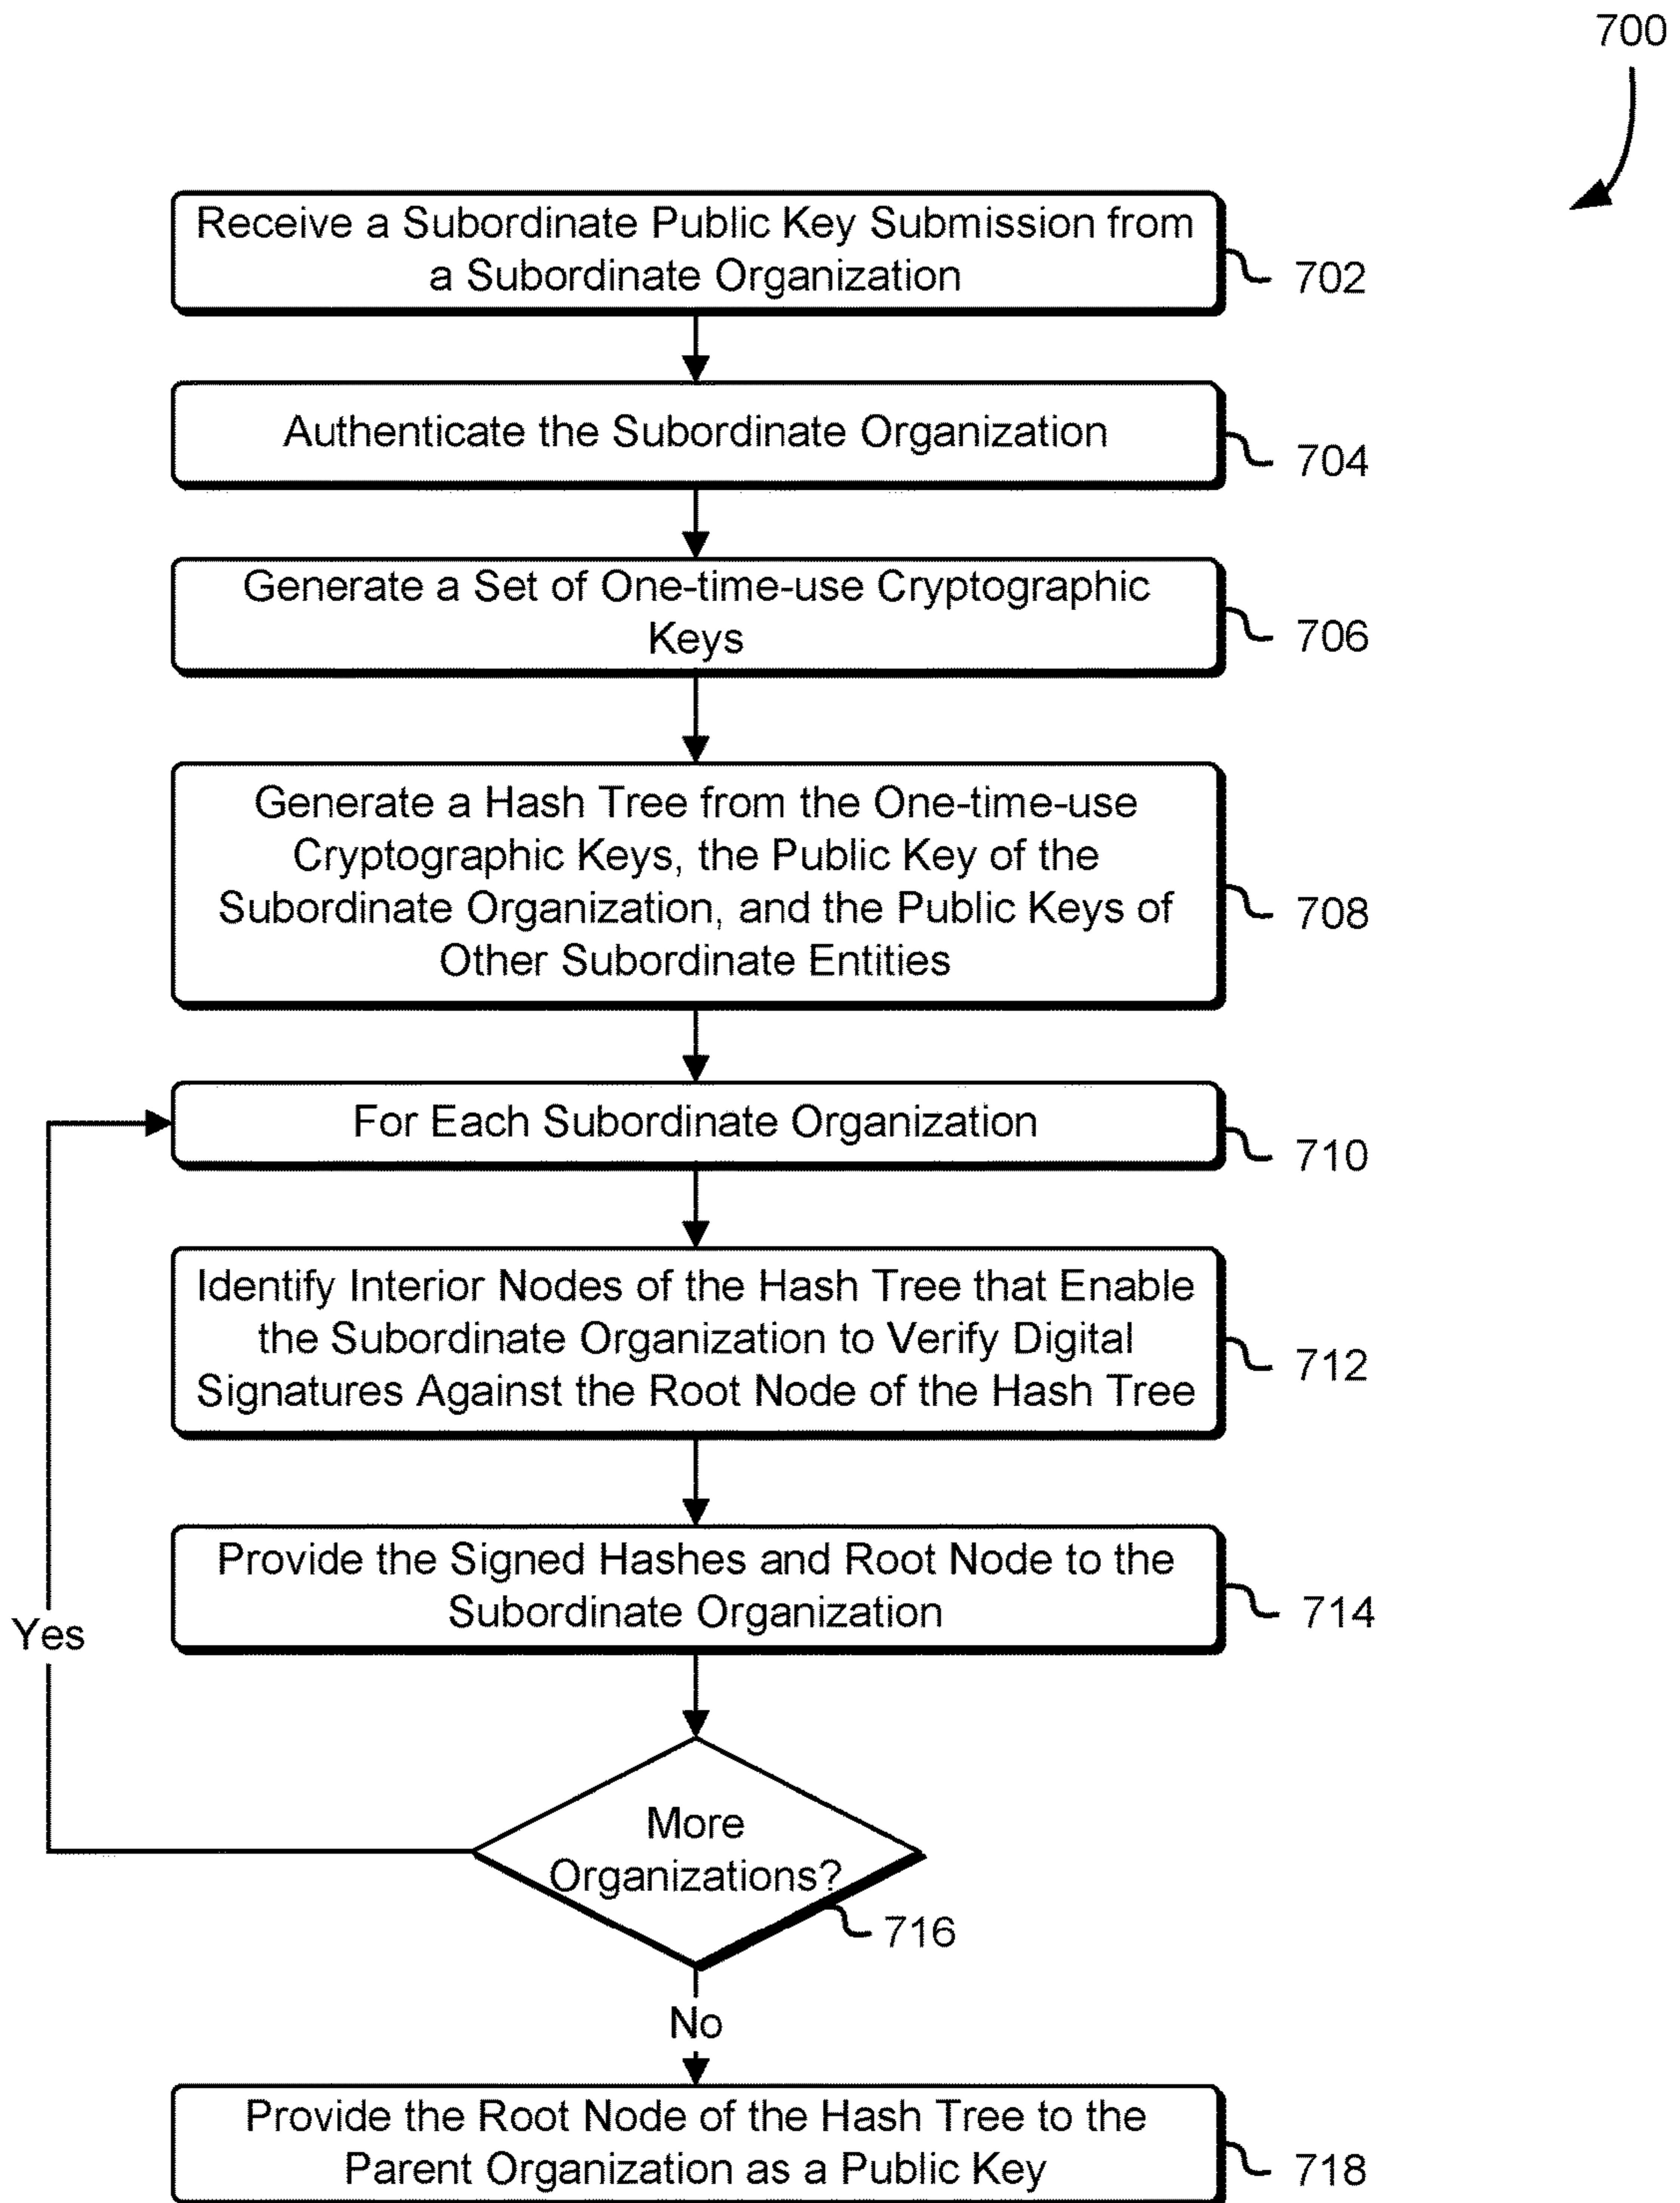 700
Receive a Subordinate Public Key Submission from
a Subordinate Organization
702
Authenticate the Subordinate Organization
704
Generate a Set of One-time-use Cryptographic
Keys
706
Generate a Hash Tree from the One-time-use
Cryptographic Keys, the Public Key of the
Subordinate Organization, and the Public Keys of
Other Subordinate Entities
708
For Each Subordinate Organization
710
Identify Interior Nodes of the Hash Tree that Enable
the Subordinate Organization to Verify Digital
Signatures Against the Root Node of the Hash Tree
712
Provide the Signed Hashes and Root Node to the
Subordinate Organization
714
Yes
More
Organizations?
716
No
Provide the Root Node of the Hash Tree to the
Parent Organization as a Public Key
718